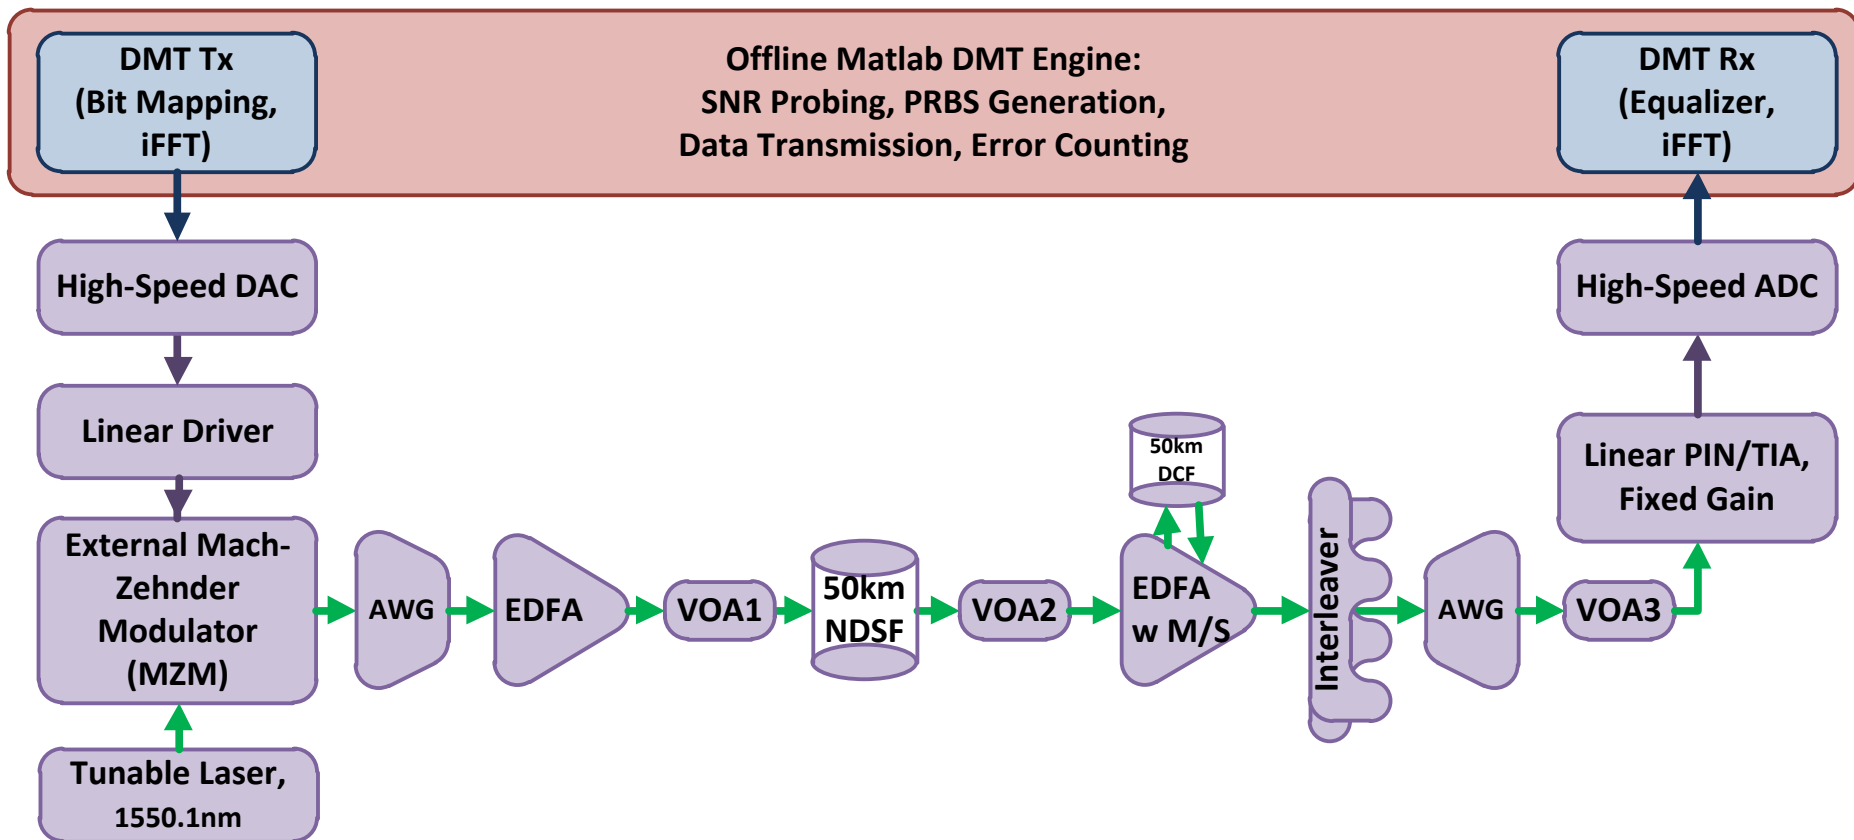 DMT Tx
(Bit Mapping,
iFFT)
Offline Matlab DMT Engine:
SNR Probing, PRBS Generation,
Data Transmission, Error Counting
DMT Rx
(Equalizer,
iFFT)
High-Speed DAC
High-Speed ADC
Linear Driver
Linear PIN/TIA,
Fixed Gain
50km
DCF
External Mach-
Zehnder
Modulator
(MZM)
AWG
EDFA
VOA1
50km
NDSF
VOA2
EDFA
w M/S
Interleaver
AWG
VOA3
Tunable Laser,
1550.1nm